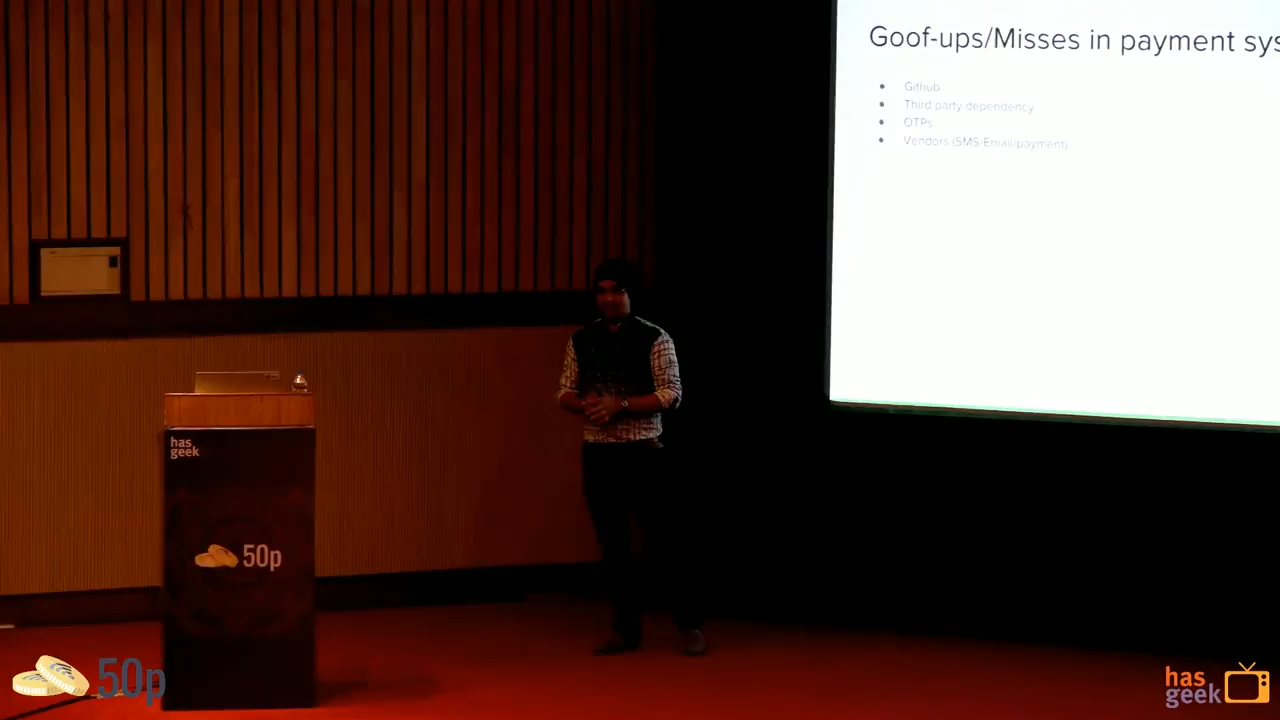 Goof-ups/Misses in payment sys
Github
Third party dependency
OTPs
Vendors (SMS/Email/payment)
has
geek
50p
50p
has
geek